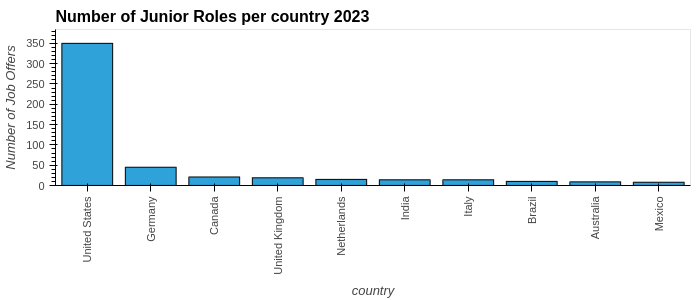 Number of Junior Roles per country 2023
Number of Job Offers
350
300
250
200
150
100
50
0
United States
Germany
Canada
United Kingdom
Netherlands
India
Italy
Brazil
Australia
Mexico
country